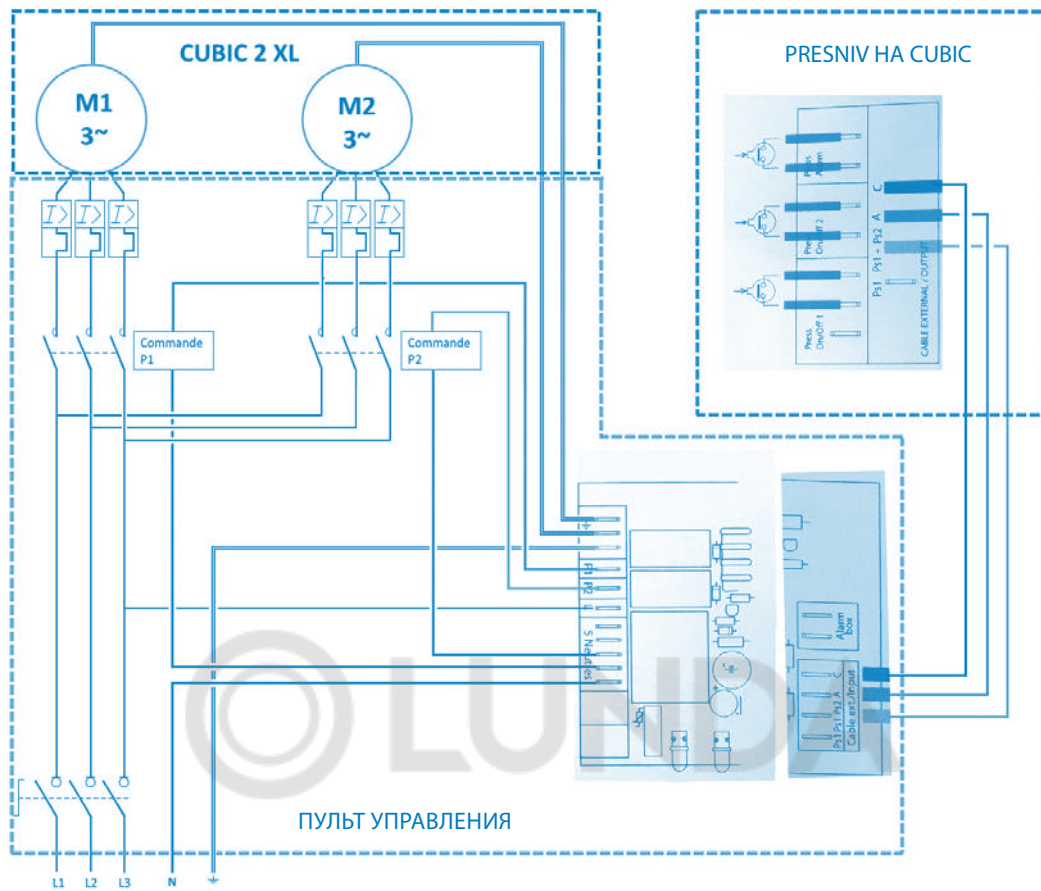 CUBIC 2 XL
M1
3~
M2
3~
I>
I>
I>
I>
I>
I>
Commande
P1
Commande
P2
PRESNIV НА CUBIC
Press
Alarm
Press
On/Off 2
Press
On/Off 1
C
A
Ps1 + Ps2
Ps1
CABLE EXTERNAL / OUTPUT
P1
P2
L
S Neutres
Alarm
box
C
A
Ps2
Ps1
Ps1
Cable ext./Input
LUNDA
ПУЛЬТ УПРАВЛЕНИЯ
L1
L2
L3
N